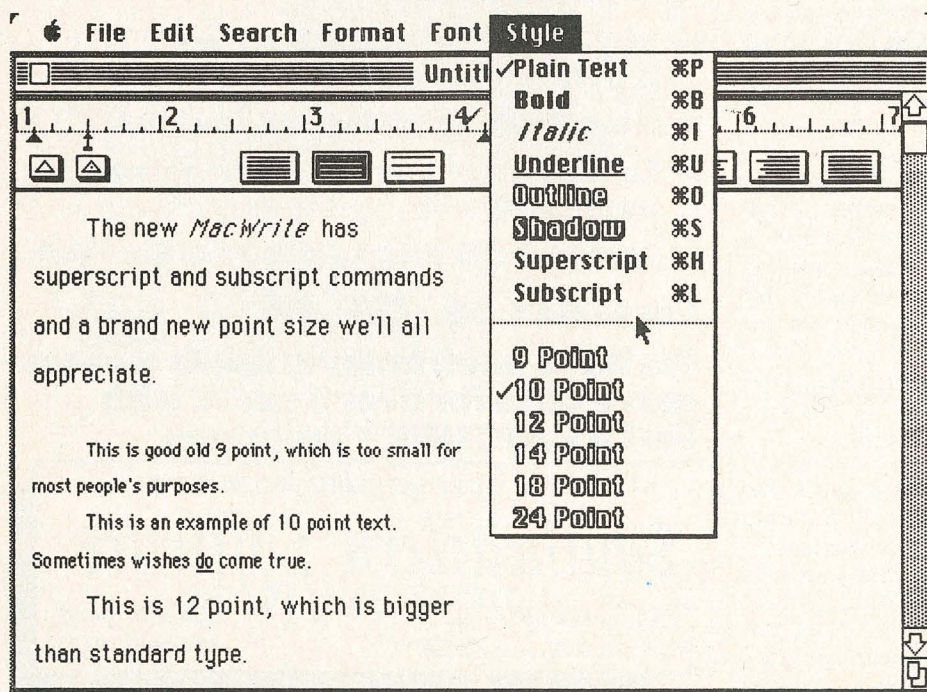 File Edit Search Format Font Style
Untitl
1 2 3 4 6 7
✓Plain Text ⌘P
Bold ⌘B
Italic ⌘I
Underline ⌘U
Outline ⌘O
Shadow ⌘S
Superscript ⌘H
Subscript ⌘L
9 Point
✓10 Point
12 Point
14 Point
18 Point
24 Point
The new MacWrite has
superscript and subscript commands
and a brand new point size we'll all
appreciate.
This is good old 9 point, which is too small for
most people's purposes.
This is an example of 10 point text.
Sometimes wishes do come true.
This is 12 point, which is bigger
than standard type.